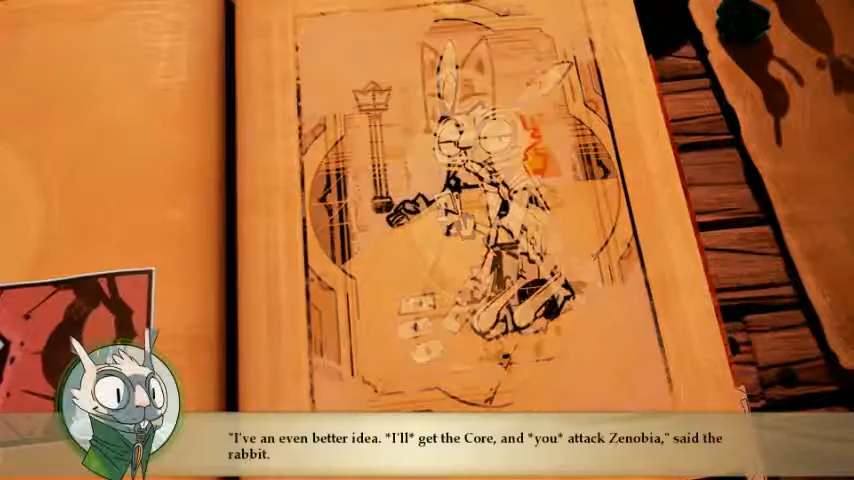 "I've an even better idea. *I'll* get the Core, and *you* attack Zenobia," said the
rabbit.